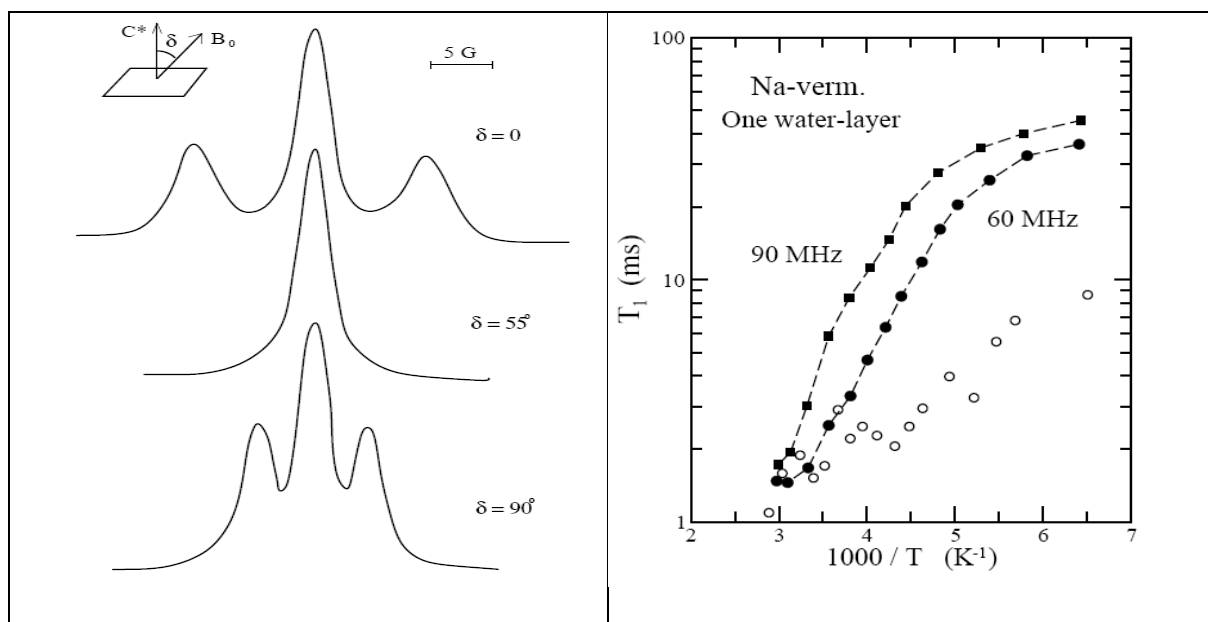 C* δ B₀
5 G
δ = 0
δ = 55°
δ = 90°
100
10
1
T₁ (ms)
Na-verm.
One water-layer
90 MHz
60 MHz
2 3 4 5 6 7
1000 / T (K⁻¹)